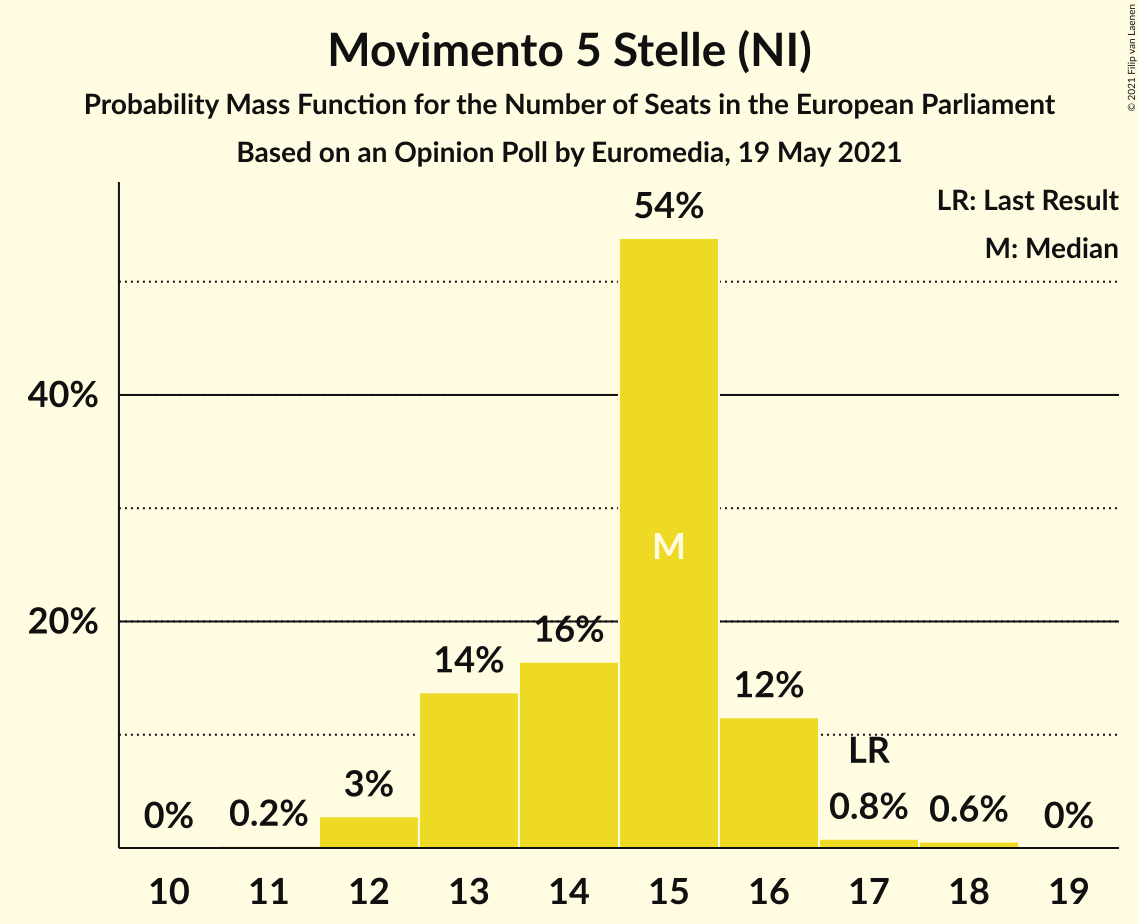 Movimento 5 Stelle (NI)
Probability Mass Function for the Number of Seats in the European Parliament
Based on an Opinion Poll by Euromedia, 19 May 2021
© 2021 Filip van Laenen
LR: Last Result
M: Median
54%
40%
M
20%
16%
14%
12%
LR
3%
0%
0.2%
0.8%
0.6%
0%
10 11 12 13 14 15 16 17 18 19